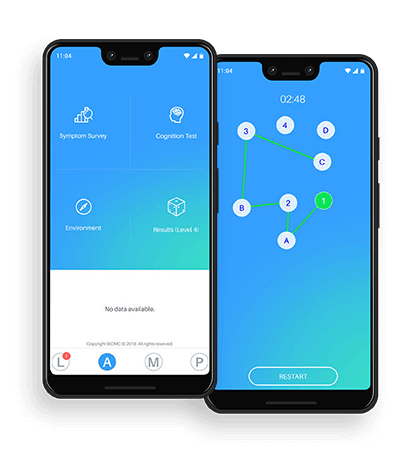 11:04
Symptom Survey
Cognition Test
Environment
Results (Level 4)
No data available.
Copyright BIDMC © 2018. All rights reserved.
L
1
A
M
P
11:04
02:48
3
4
D
C
B
2
1
A
RESTART